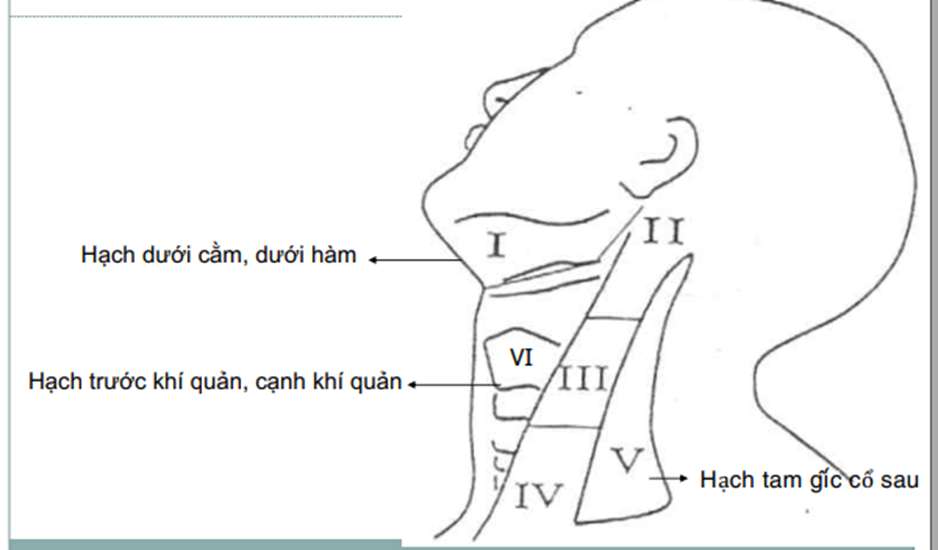 II
I
Hạch dưới cằm, dưới hàm
VI
III
Hạch trước khí quản, cạnh khí quản
V
Hạch tam gĩc cổ sau
IV